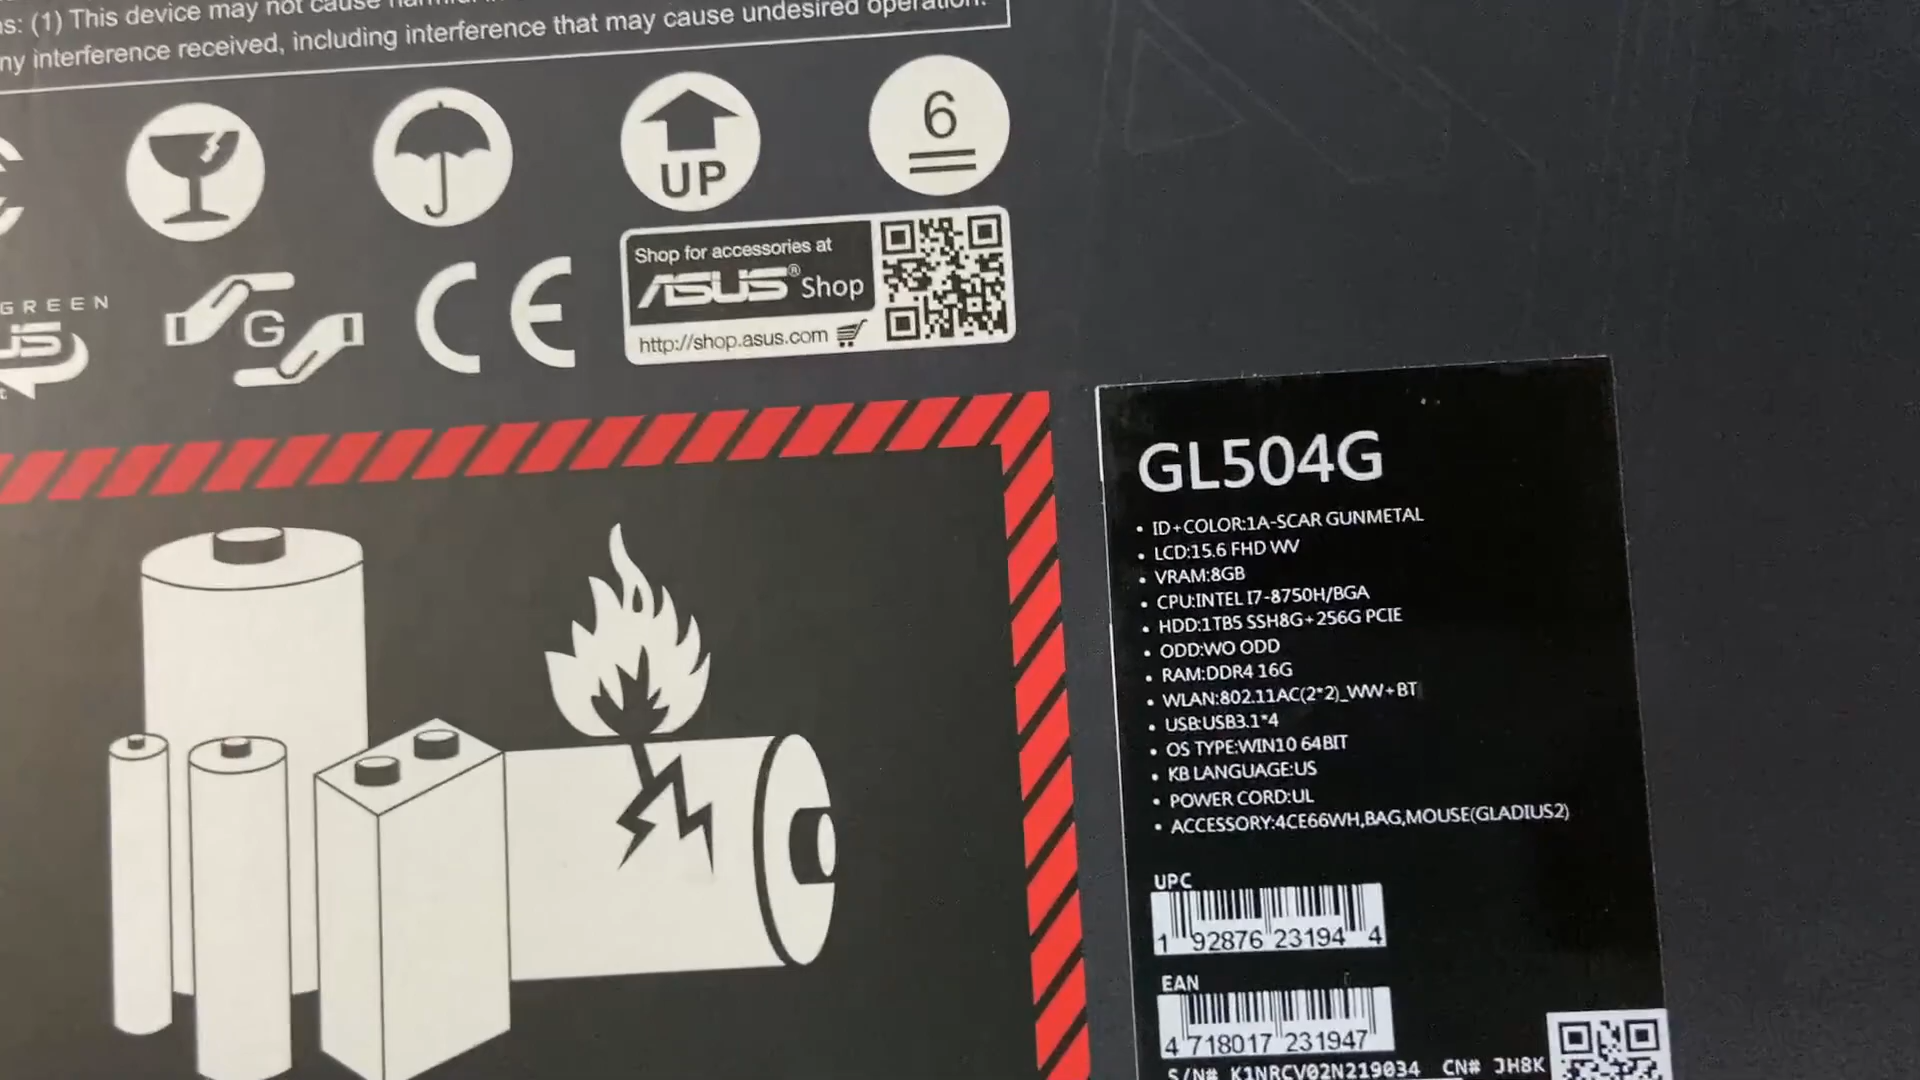 s: (1) This device may not cause harmful
ny interference received, including interference that may cause undesired operation.
UP
6
Shop for accessories at
ASUS® Shop
http://shop.asus.com
GREEN
G
CE
GL504G
• ID+COLOR:1A-SCAR GUNMETAL
• LCD:15.6 FHD WV
• VRAM:8GB
• CPU:INTEL I7-8750H/BGA
• HDD:1TB5 SSH8G+256G PCIE
• ODD:WO ODD
• RAM:DDR4 16G
• WLAN:802.11AC(2*2)_WW+BT
• USB:USB3.1*4
• OS TYPE:WIN10 64BIT
• KB LANGUAGE:US
• POWER CORD:UL
• ACCESSORY:4CE66WH,BAG,MOUSE(GLADIUS2)
UPC
1 92876 23194 4
EAN
4 718017 231947
S/N# K1NRCV02N219034 CN# JH8K